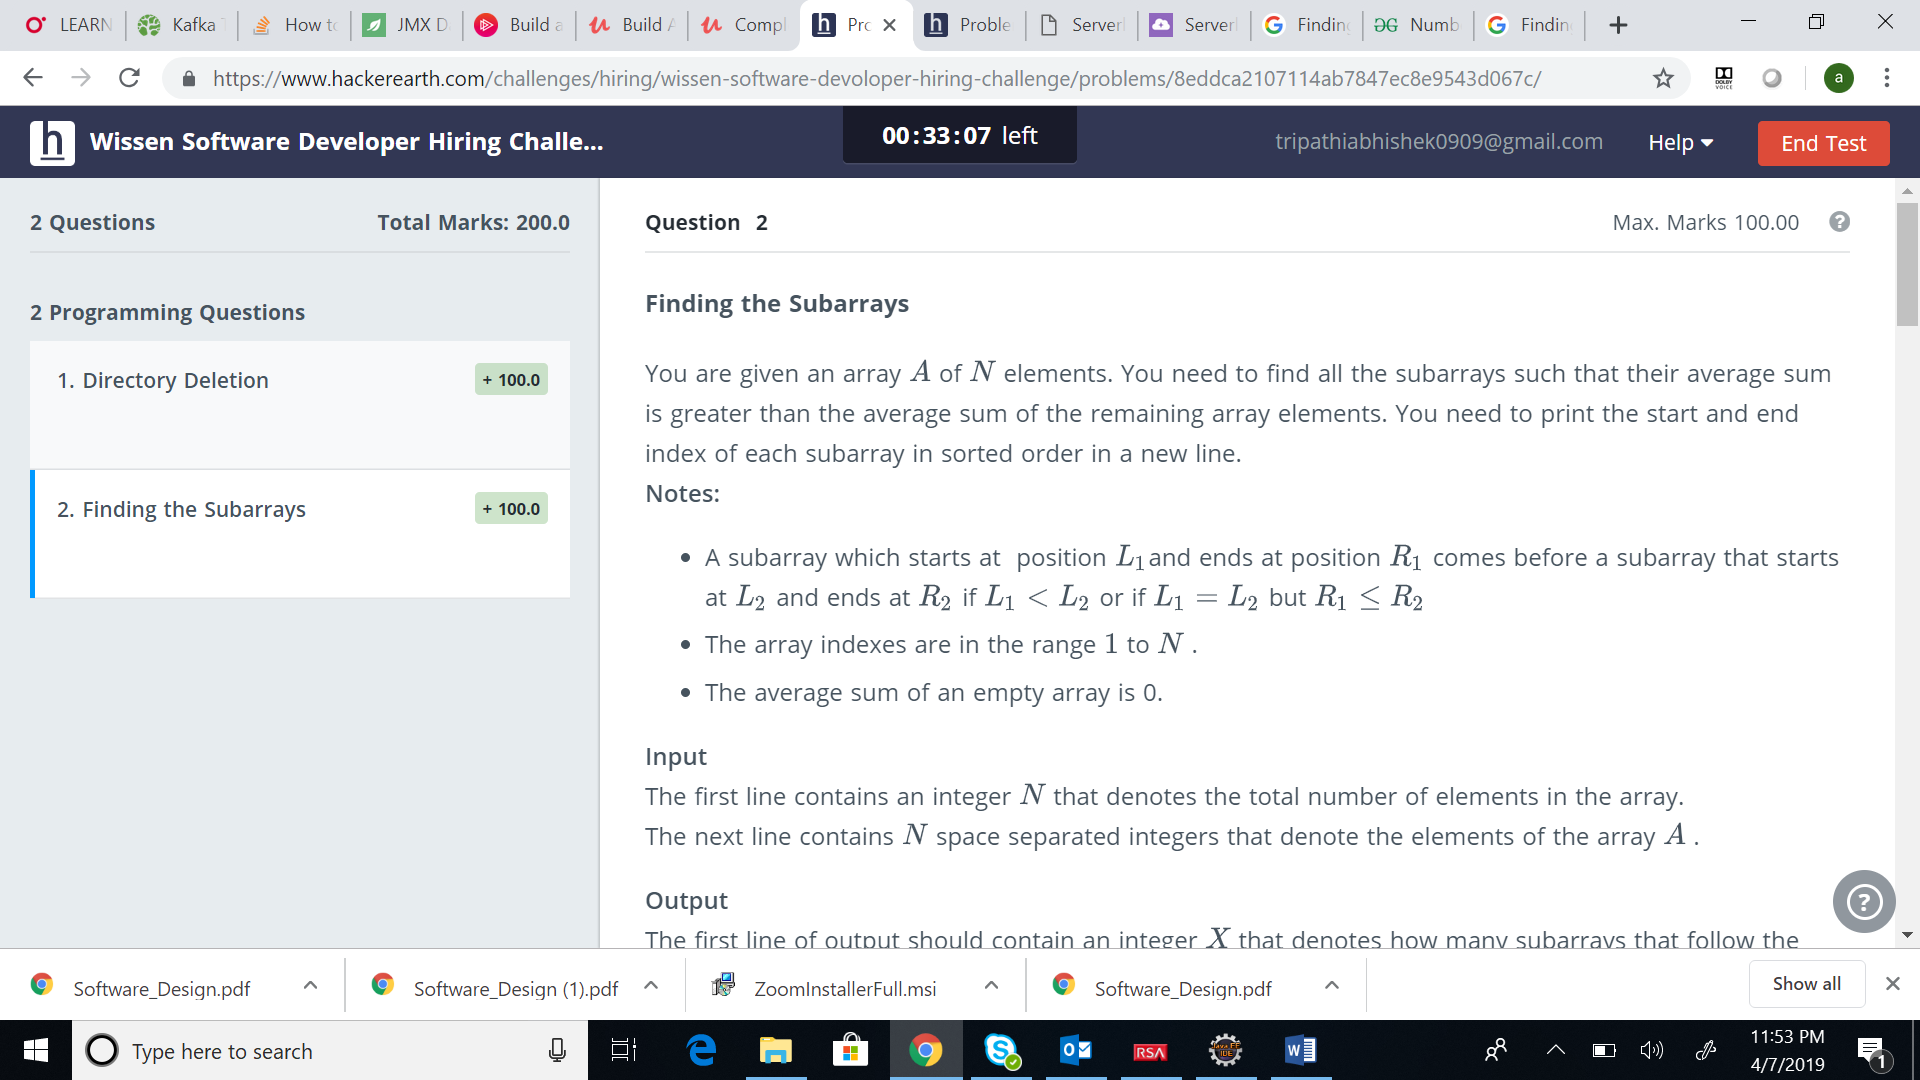 LEARN
Kafka
How to
JMX D
Build a
Build A
Compl
Pro
Proble
Server
Server
Finding
GG Numb
Finding
https://www.hackerearth.com/challenges/hiring/wissen-software-devoloper-hiring-challenge/problems/8eddca2107114ab7847ec8e9543d067c/
DOLBY VOICE
a
h
Wissen Software Developer Hiring Challe...
00:33:07 left
tripathiabhishek0909@gmail.com
Help
End Test
2 Questions
Total Marks: 200.0
2 Programming Questions
1. Directory Deletion
+ 100.0
2. Finding the Subarrays
+ 100.0
Question 2
Max. Marks 100.00
?
Finding the Subarrays
You are given an array A of N elements. You need to find all the subarrays such that their average sum
is greater than the average sum of the remaining array elements. You need to print the start and end
index of each subarray in sorted order in a new line.
Notes:
• A subarray which starts at position L₁ and ends at position R₁ comes before a subarray that starts
at L₂ and ends at R₂ if L₁ < L₂ or if L₁ = L₂ but R₁ ≤ R₂
• The array indexes are in the range 1 to N .
• The average sum of an empty array is 0.
Input
The first line contains an integer N that denotes the total number of elements in the array.
The next line contains N space separated integers that denote the elements of the array A .
Output
The first line of output should contain an integer X that denotes how many subarrays that follow the
?
Software_Design.pdf
Software_Design (1).pdf
ZoomInstallerFull.msi
Software_Design.pdf
Show all
Type here to search
RSA
Java EE
IDE
11:53 PM
4/7/2019
1